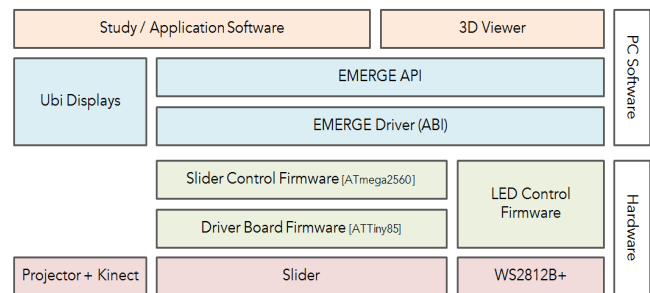 Study / Application Software
3D Viewer
PC Software
Ubi Displays
EMERGE API
EMERGE Driver (ABI)
Slider Control Firmware [ATmega2560]
LED Control
Firmware
Hardware
Driver Board Firmware [ATTiny85]
Projector + Kinect
Slider
WS2812B+